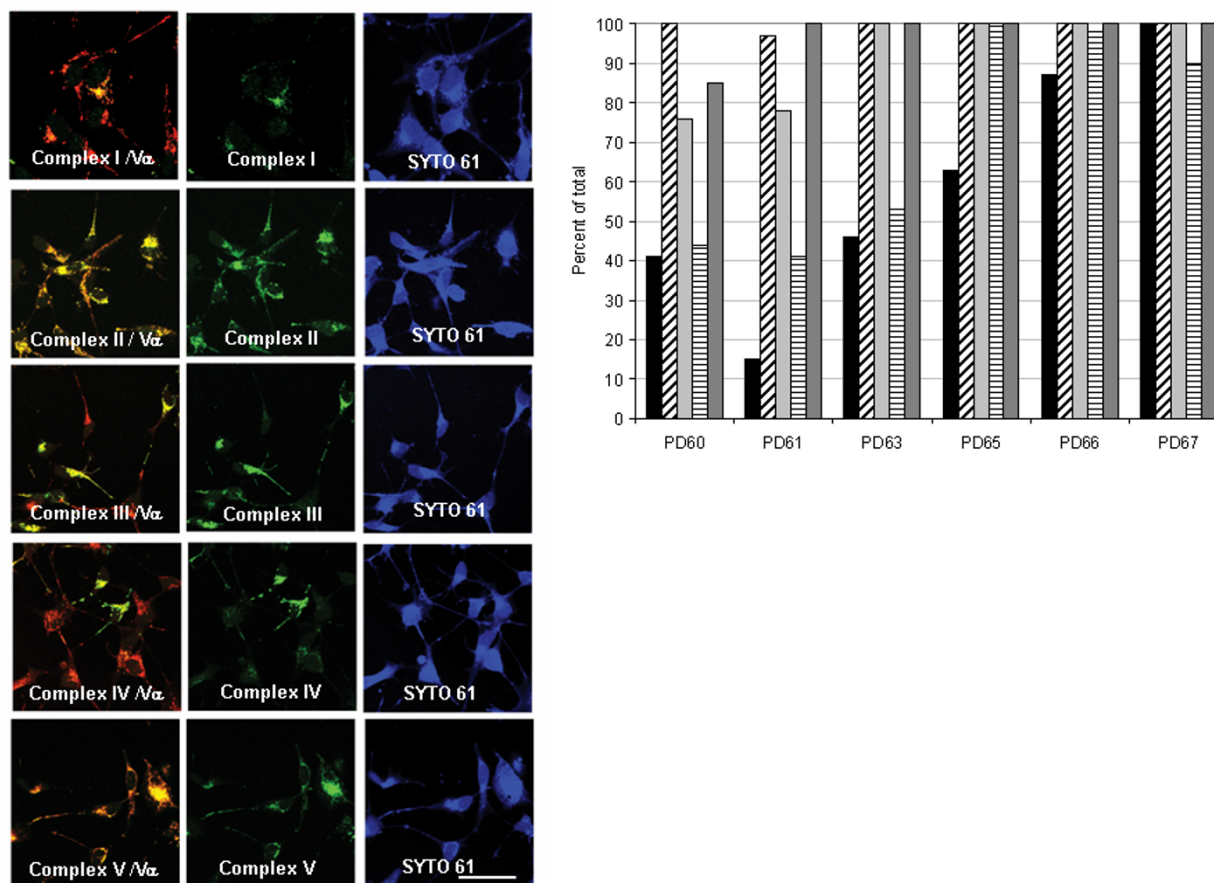 Complex I /Vα
Complex I
SYTO 61
Complex II / Vα
Complex II
SYTO 61
Complex III /Vα
Complex III
SYTO 61
Complex IV /Vα
Complex IV
SYTO 61
Complex V /Vα
Complex V
SYTO 61
Percent of total
100
90
80
70
60
50
40
30
20
10
0
PD60 PD61 PD63 PD65 PD66 PD67